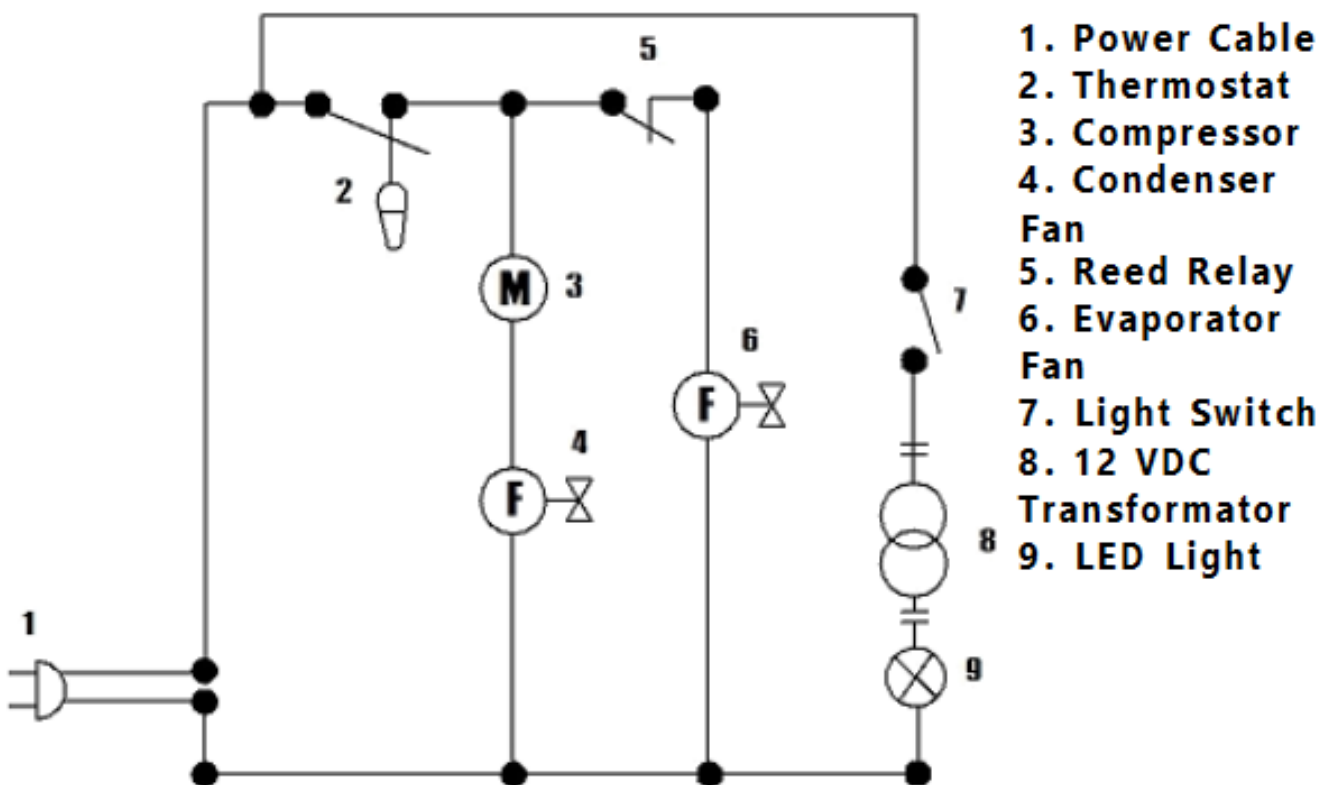 1. Power Cable
2. Thermostat
3. Compressor
4. Condenser
Fan
5. Reed Relay
6. Evaporator
Fan
7. Light Switch
8. 12 VDC
Transformator
9. LED Light
5
2
M 3
7
6
F
4
F
8
1
9